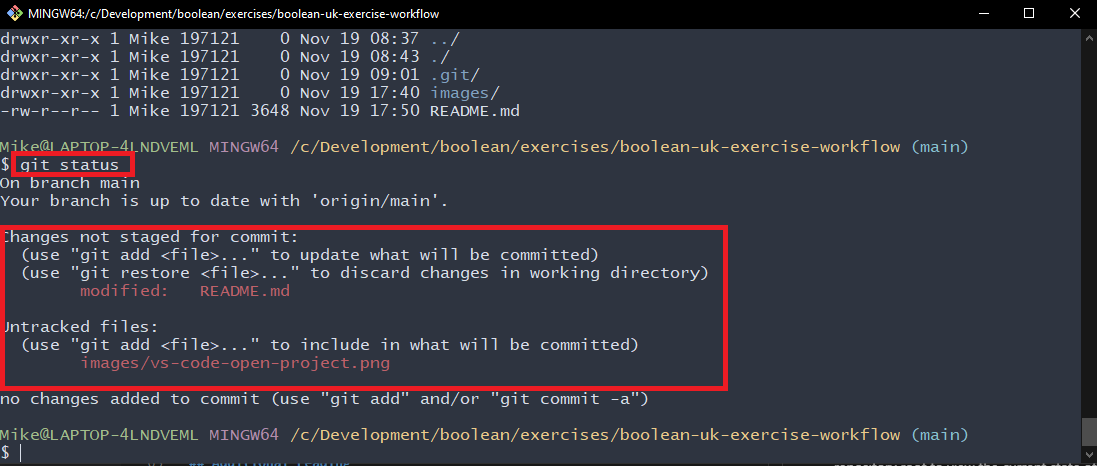 MINGW64:/c/Development/boolean/exercises/boolean-uk-exercise-workflow
drwxr-xr-x 1 Mike 197121    0 Nov 19 08:37 ../
drwxr-xr-x 1 Mike 197121    0 Nov 19 08:43 ./
drwxr-xr-x 1 Mike 197121    0 Nov 19 09:01 .git/
drwxr-xr-x 1 Mike 197121    0 Nov 19 17:40 images/
-rw-r--r-- 1 Mike 197121 3648 Nov 19 17:50 README.md
Mike@LAPTOP-4LNDVEML MINGW64 /c/Development/boolean/exercises/boolean-uk-exercise-workflow (main)
$ git status
On branch main
Your branch is up to date with 'origin/main'.
Changes not staged for commit:
  (use "git add <file>..." to update what will be committed)
  (use "git restore <file>..." to discard changes in working directory)
        modified:   README.md
Untracked files:
  (use "git add <file>..." to include in what will be committed)
        images/vs-code-open-project.png
no changes added to commit (use "git add" and/or "git commit -a")
Mike@LAPTOP-4LNDVEML MINGW64 /c/Development/boolean/exercises/boolean-uk-exercise-workflow (main)
$